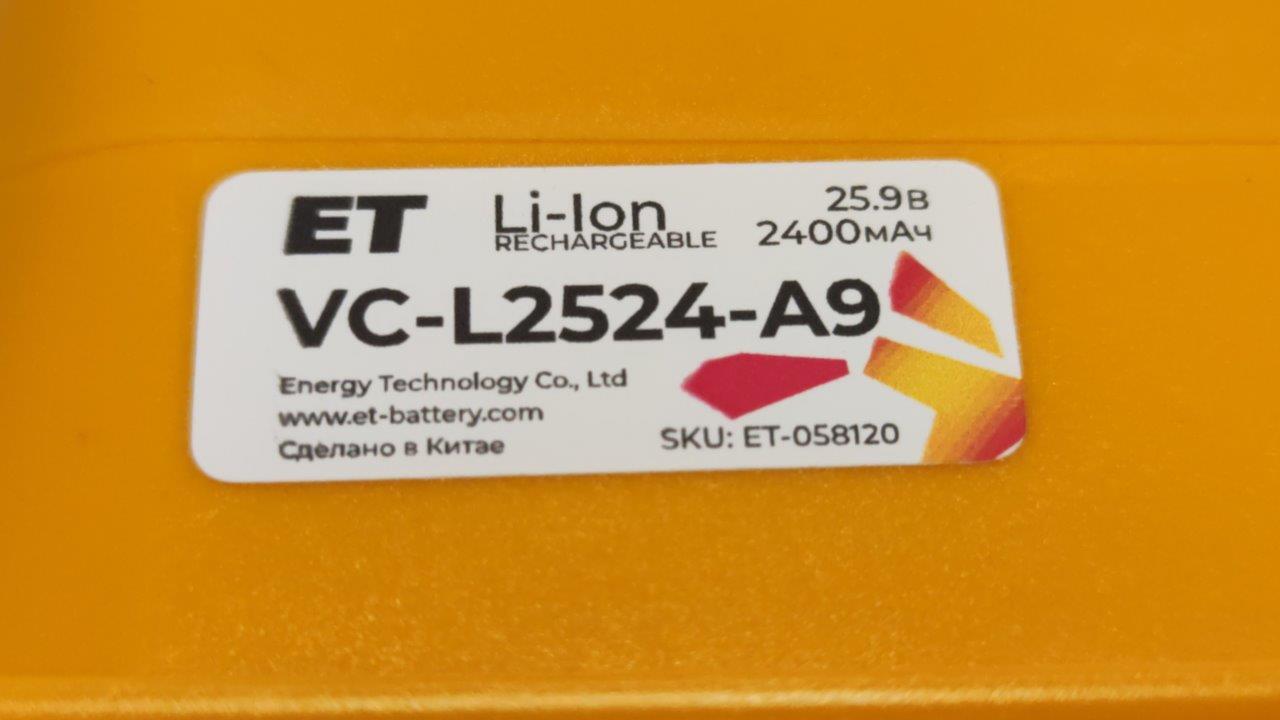 ET
Li-Ion
RECHARGEABLE
25.9В
2400мАч
VC-L2524-A9
Energy Technology Co., Ltd
www.et-battery.com
Сделано в Китае
SKU: ET-058120